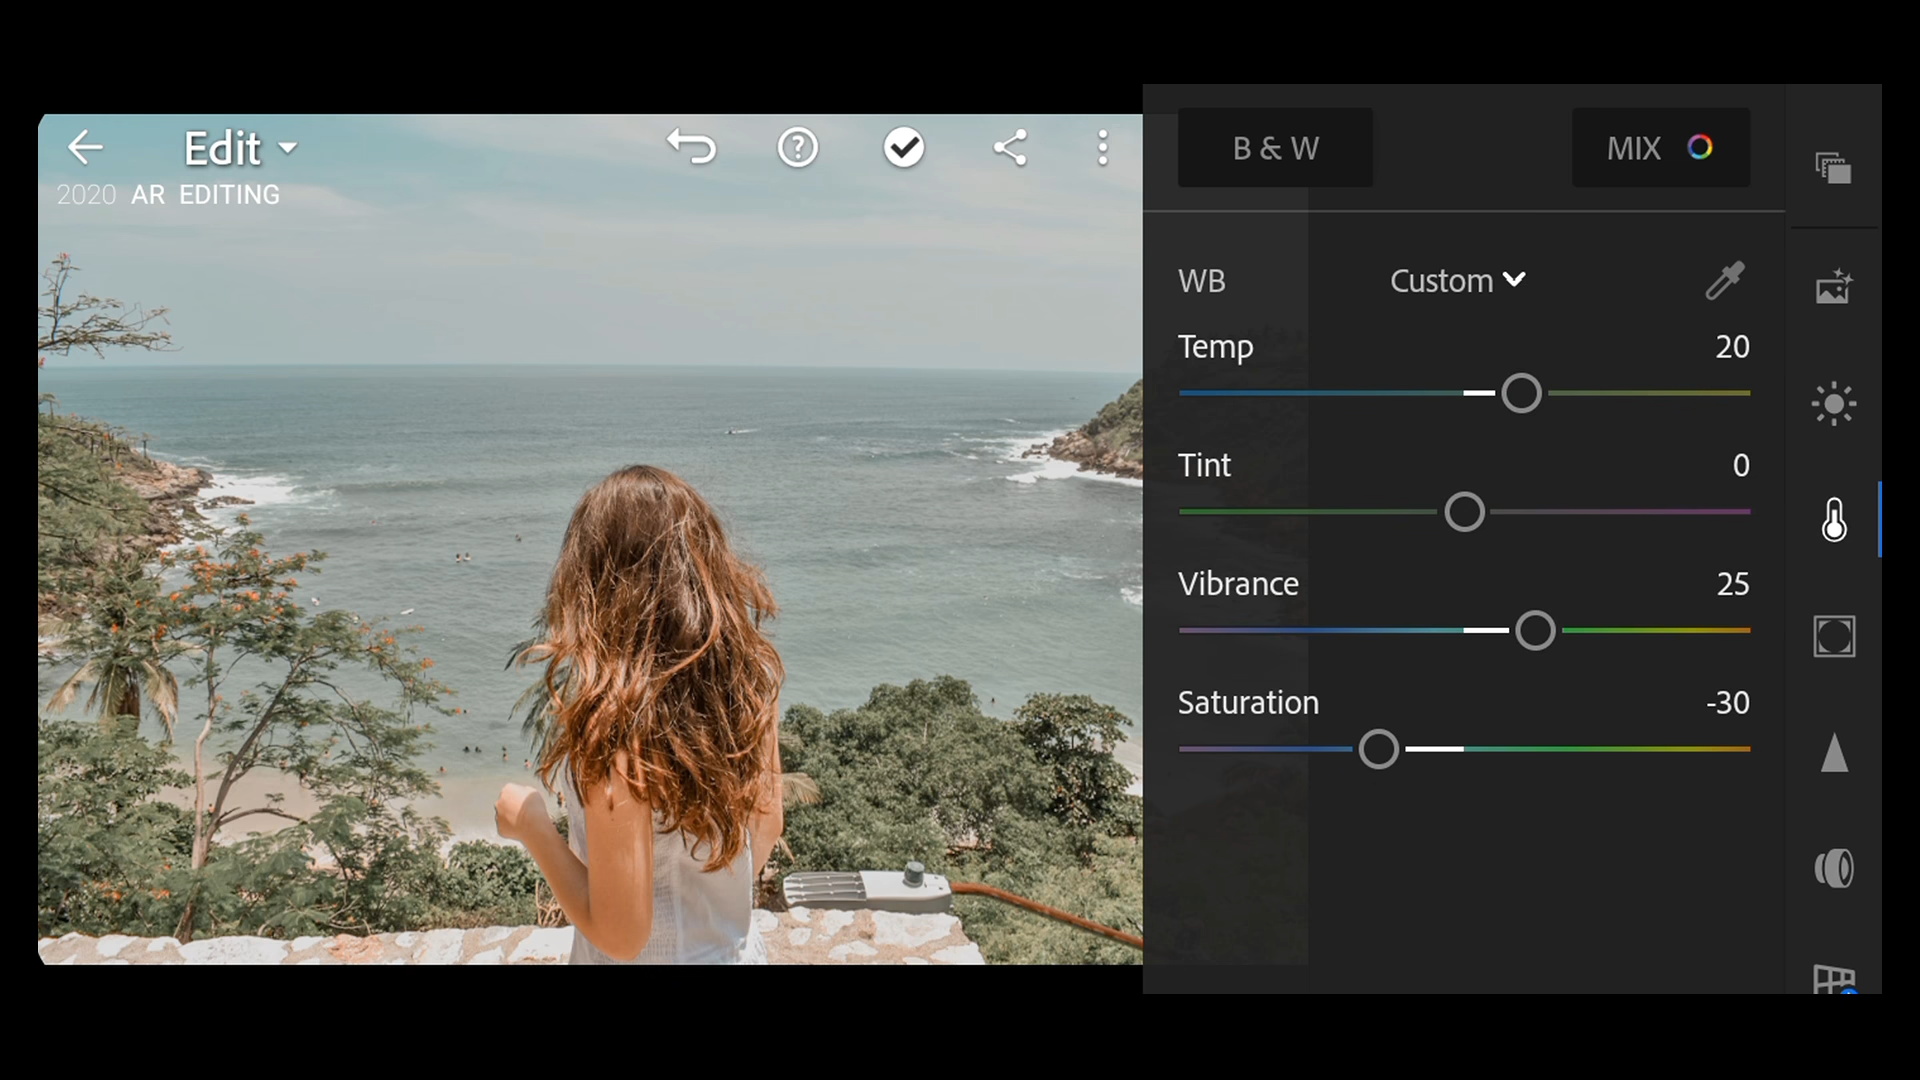 Edit
2020 AR EDITING
B & W
MIX
WB
Custom
Temp
20
Tint
0
Vibrance
25
Saturation
-30